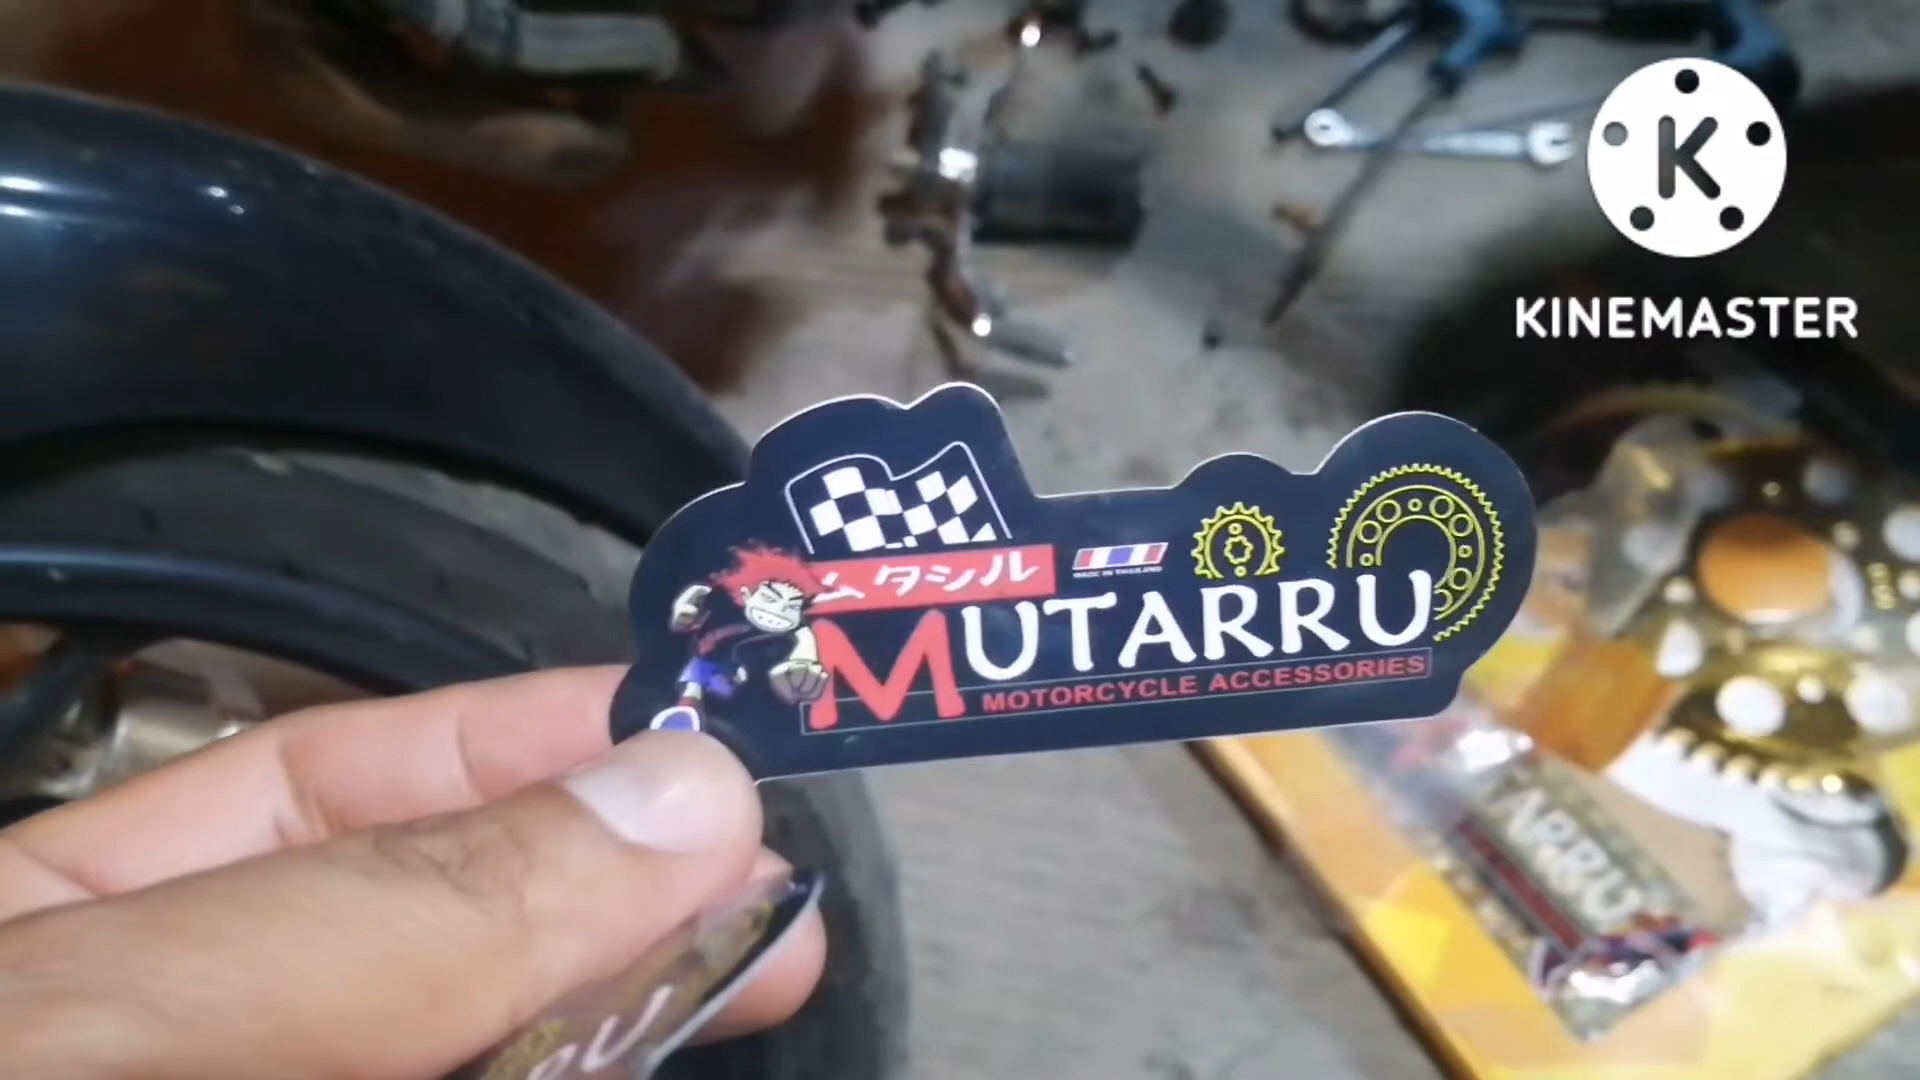 KINEMASTER
ムタシル
MADE IN THAILAND
MUTARRU
MOTORCYCLE ACCESSORIES